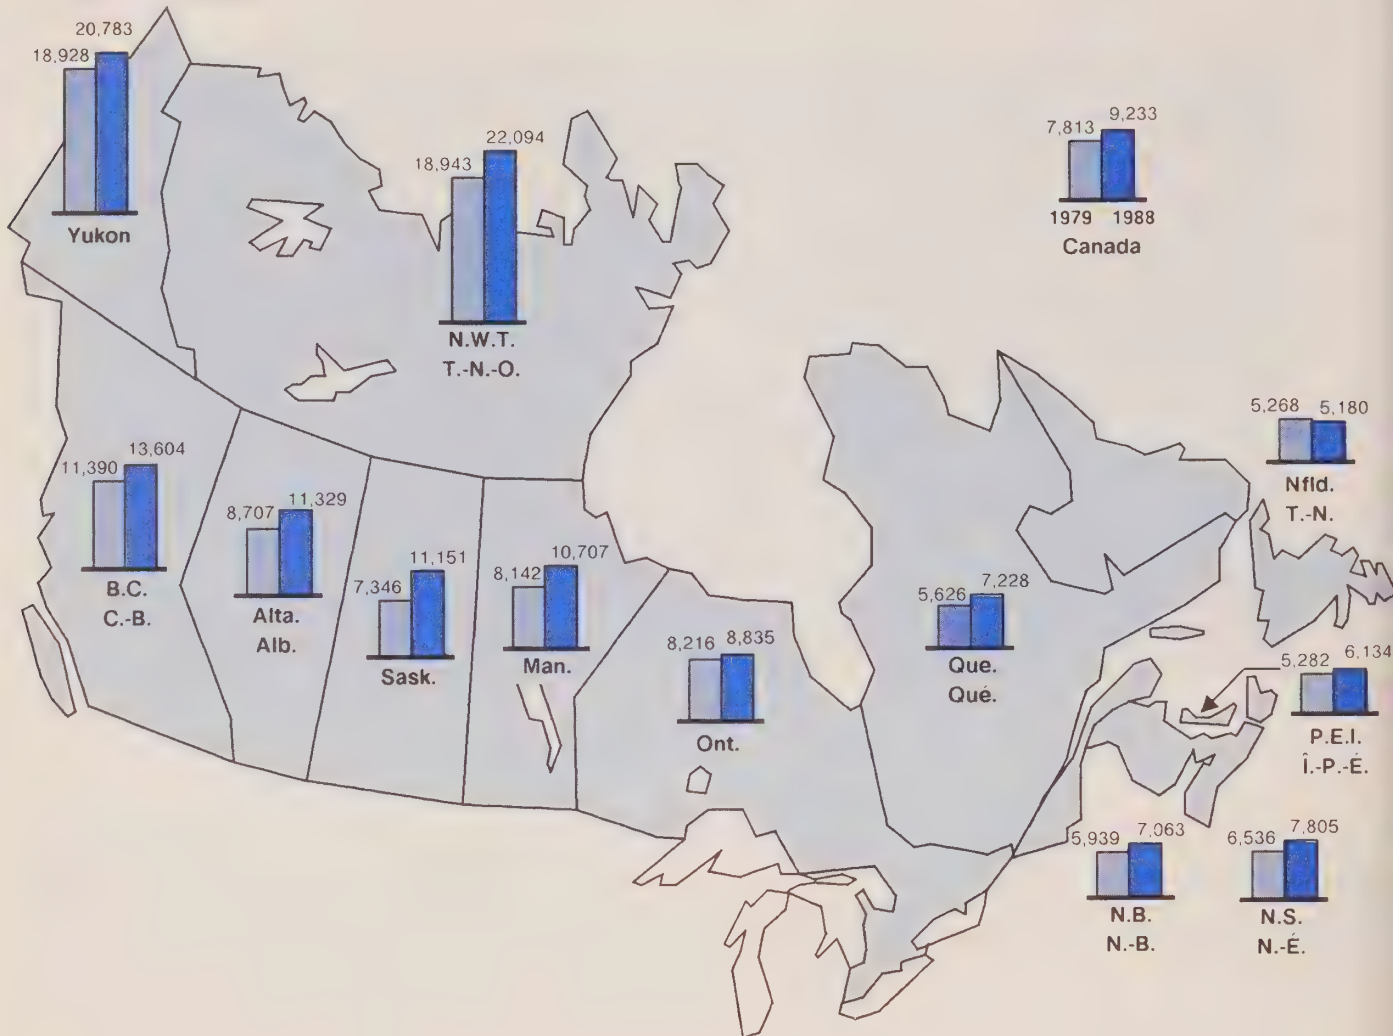 20,783
18,928
Yukon
22,094
18,943
N.W.T.
T.-N.-O.
9,233
7,813
1979 1988
Canada
13,604
11,390
B.C.
C.-B.
11,329
8,707
Alta.
Alb.
11,151
7,346
Sask.
10,707
8,142
Man.
8,216 8,835
Ont.
7,228
5,626
Que.
Qué.
5,268 5,180
Nfld.
T.-N.
5,282 6,134
P.E.I.
Î.-P.-É.
5,939 7,063
N.B.
N.-B.
6,536 7,805
N.S.
N.-É.